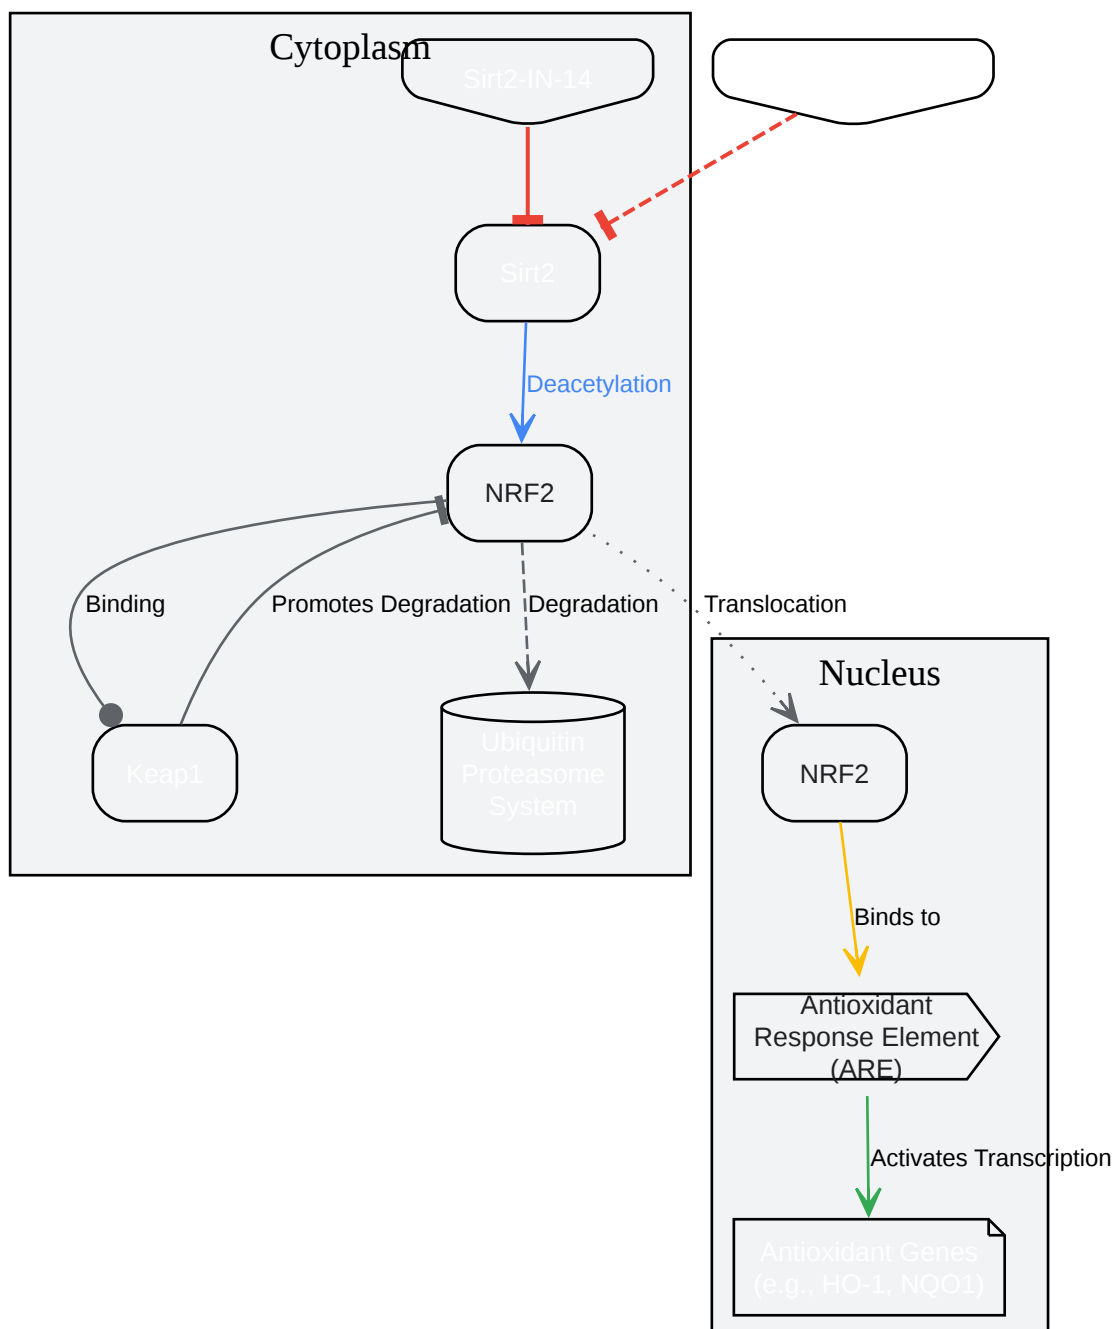 Cytoplasm
Sirt2-IN-14
Sirt2
Deacetylation
NRF2
Binding
Promotes Degradation
Degradation
Translocation
Nucleus
Keap1
Ubiquitin
Proteasome
System
NRF2
Binds to
Antioxidant
Response Element
(ARE)
Activates Transcription
Antioxidant Genes
(e.g., HO-1, NQO1)